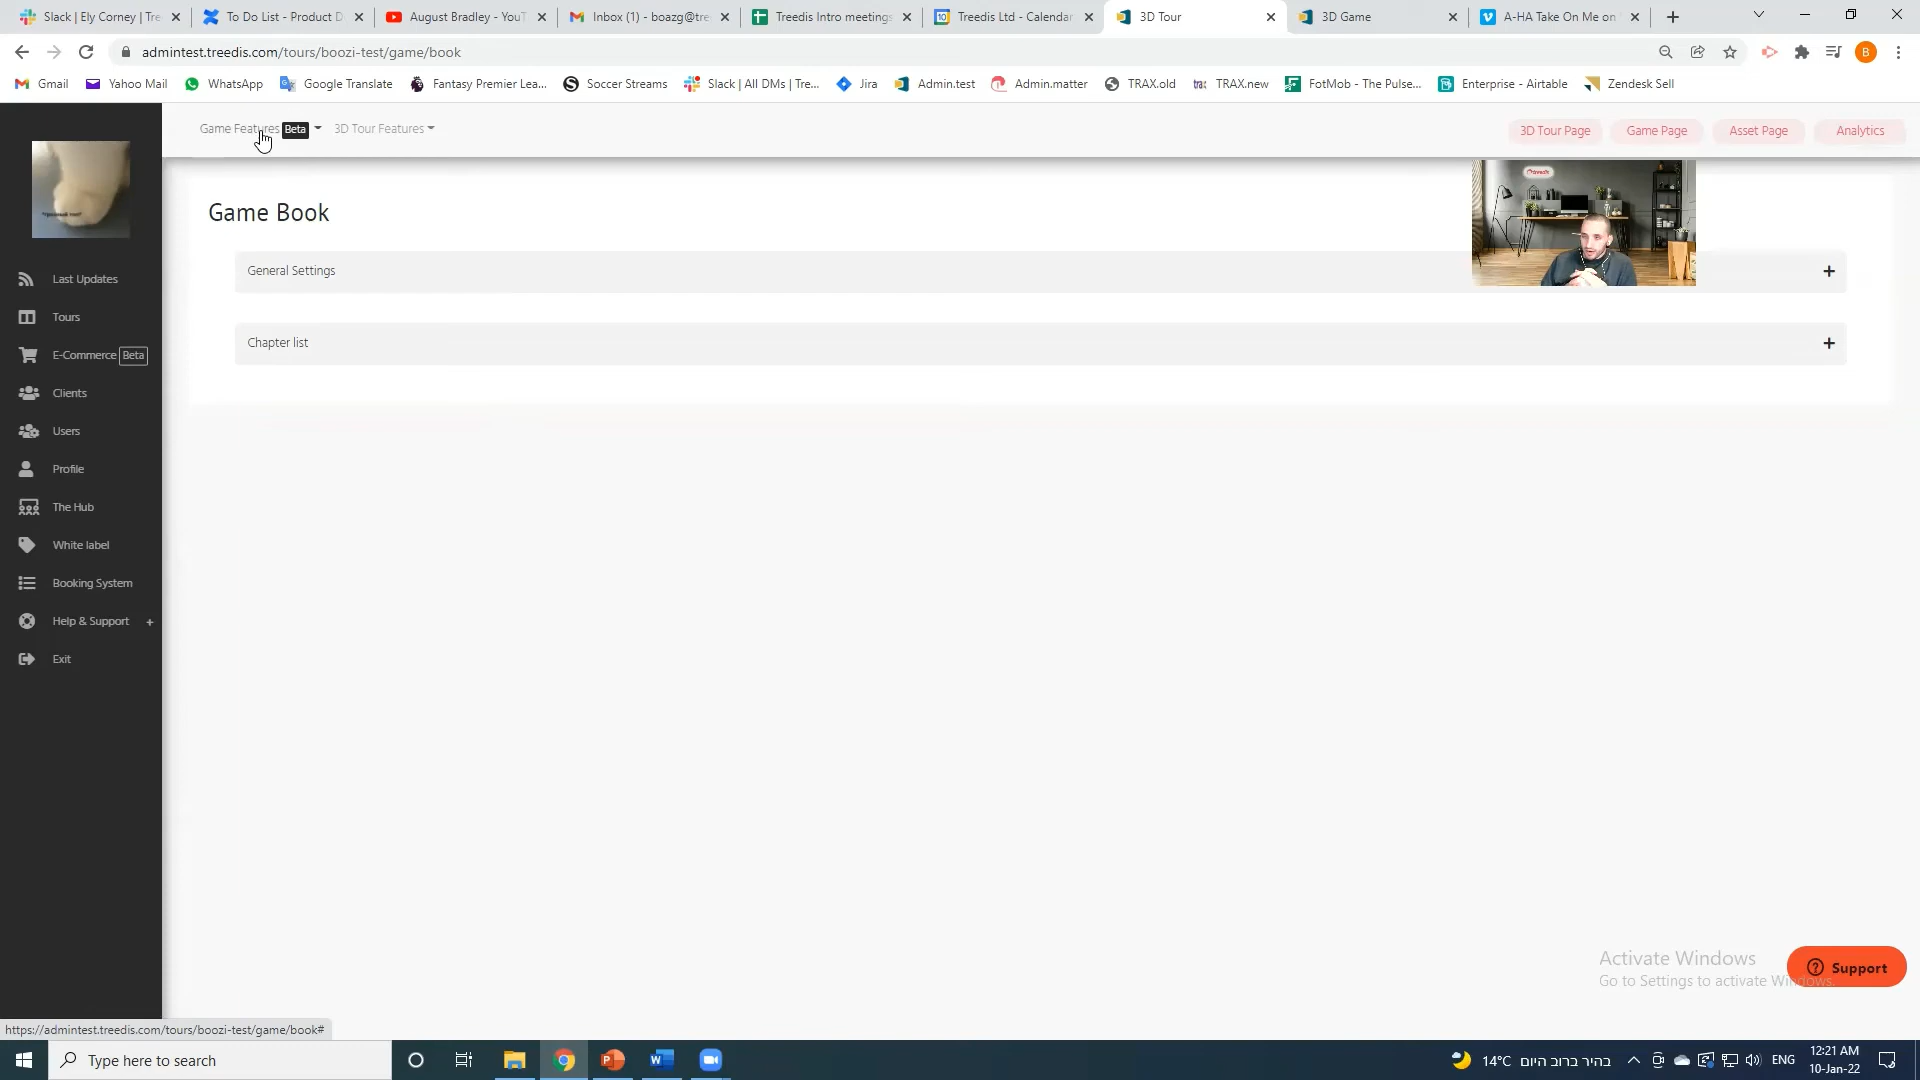 Slack | Ely Corney | Tre
To Do List - Product D
August Bradley - YouT
Inbox (1) - boazg@tre
Treedis Intro meetings
Treedis Ltd - Calendar
3D Tour
3D Game
A-HA Take On Me on
admintest.treedis.com/tours/boozi-test/game/book
B
Gmail
Yahoo Mail
WhatsApp
Google Translate
Fantasy Premier Lea...
Soccer Streams
Slack | All DMs | Tre...
Jira
Admin.test
Admin.matter
TRAX.old
TRAX.new
FotMob - The Pulse...
Enterprise - Airtable
Zendesk Sell
Game Features Beta
3D Tour Features
3D Tour Page
Game Page
Asset Page
Analytics
Game Book
General Settings +
Chapter list +
Last Updates
Tours
E-Commerce Beta
Clients
Users
Profile
The Hub
White label
Booking System
Help & Support +
Exit
Activate Windows
Go to Settings to activate Windows.
Support
https://admintest.treedis.com/tours/boozi-test/game/book#
Type here to search
14°C בהיר ברוב היום
ENG
12:21 AM
10-Jan-22